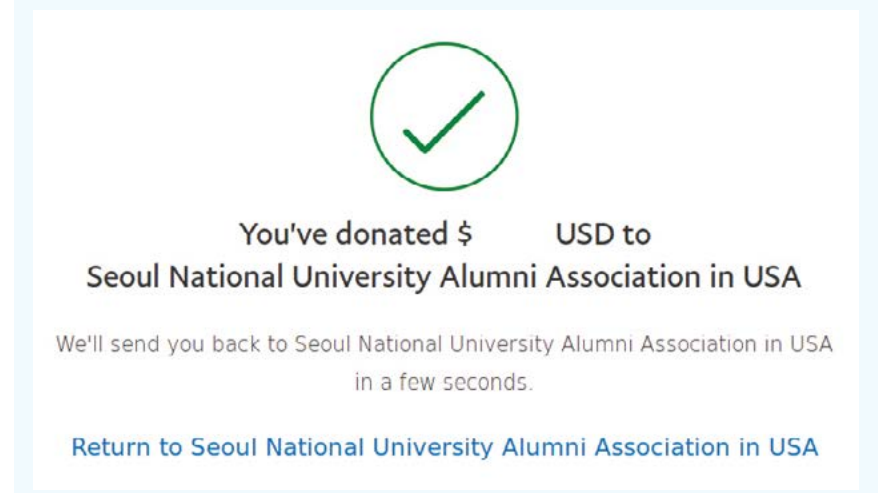 You've donated $ USD to
Seoul National University Alumni Association in USA
We'll send you back to Seoul National University Alumni Association in USA
in a few seconds.
Return to Seoul National University Alumni Association in USA